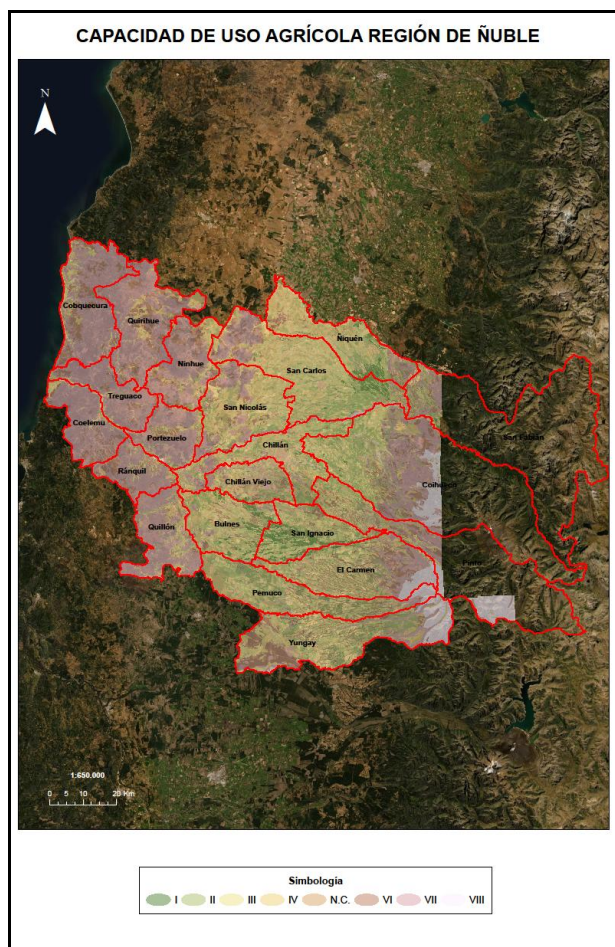 CAPACIDAD DE USO AGRÍCOLA REGIÓN DE ÑUBLE
N
Cobquecura
Quirihue
Ñiquén
Ninhue
San Carlos
Treguaco
San Nicolás
Coelemu
Portezuelo
Chillán
San Fabián
Ránquil
Chillán Viejo
Coihueco
Quillón
Bulnes
San Ignacio
El Carmen
Pinto
Pemuco
Yungay
1:650.000
0 5 10 20 Km
Simbología
I II III IV N.C. VI VII VIII